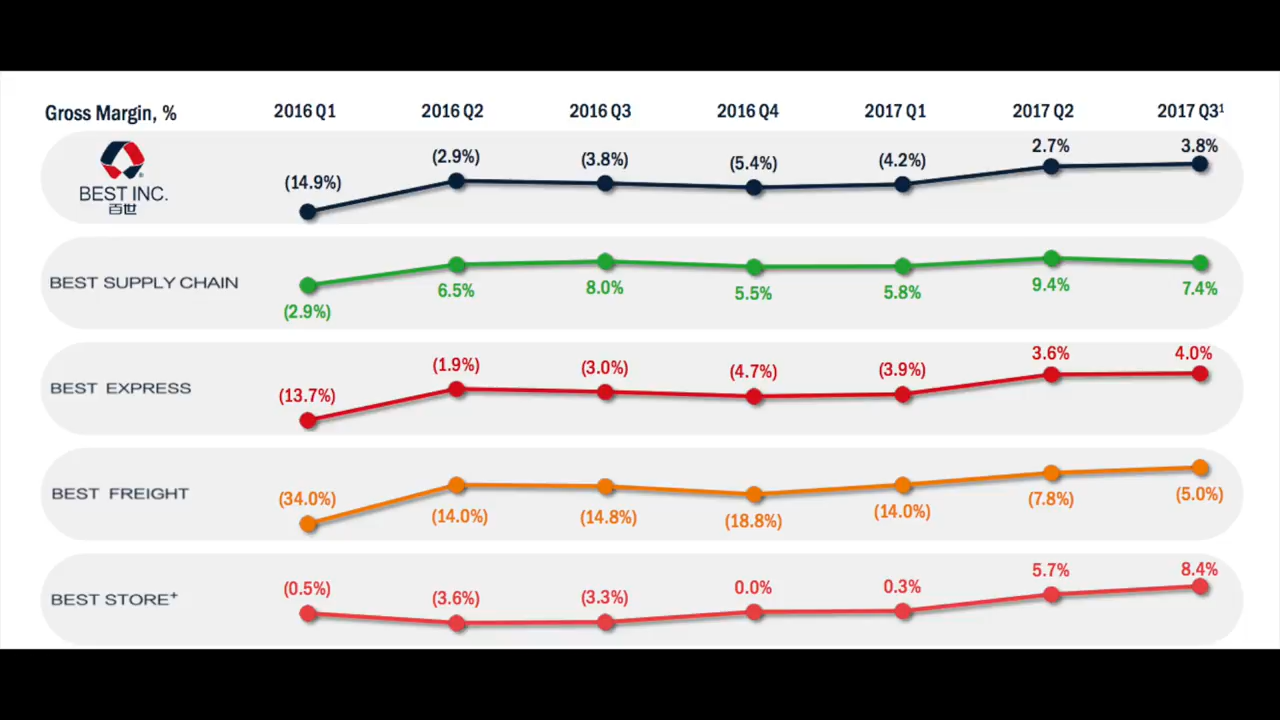 Gross Margin, % 2016 Q1 2016 Q2 2016 Q3 2016 Q4 2017 Q1 2017 Q2 2017 Q3¹
BEST INC.
百世
(14.9%) (2.9%) (3.8%) (5.4%) (4.2%) 2.7% 3.8%
BEST SUPPLY CHAIN
(2.9%) 6.5% 8.0% 5.5% 5.8% 9.4% 7.4%
BEST EXPRESS
(13.7%) (1.9%) (3.0%) (4.7%) (3.9%) 3.6% 4.0%
BEST FREIGHT
(34.0%) (14.0%) (14.8%) (18.8%) (14.0%) (7.8%) (5.0%)
BEST STORE⁺
(0.5%) (3.6%) (3.3%) 0.0% 0.3% 5.7% 8.4%